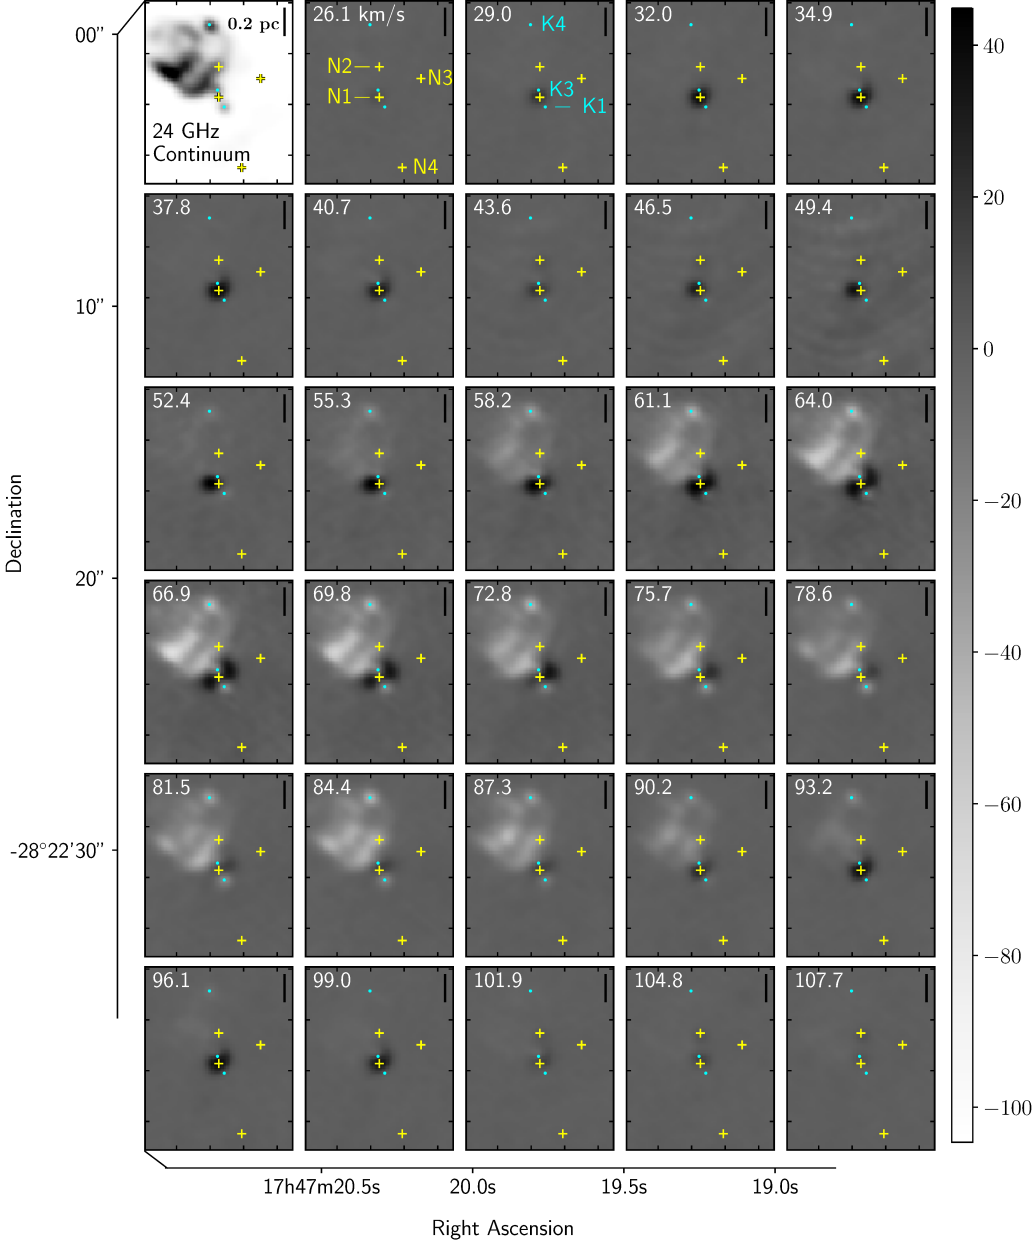 00″
0.2 pc
24 GHz
Continuum
26.1 km/s
N2
N3
N1
N4
29.0
K4
K3
K1
32.0
34.9
37.8
40.7
43.6
46.5
49.4
10″
52.4
55.3
58.2
61.1
64.0
Declination
20″
66.9
69.8
72.8
75.7
78.6
81.5
84.4
87.3
90.2
93.2
-28°22′30″
96.1
99.0
101.9
104.8
107.7
17h47m20.5s
20.0s
19.5s
19.0s
Right Ascension
40
20
0
−20
−40
−60
−80
−100